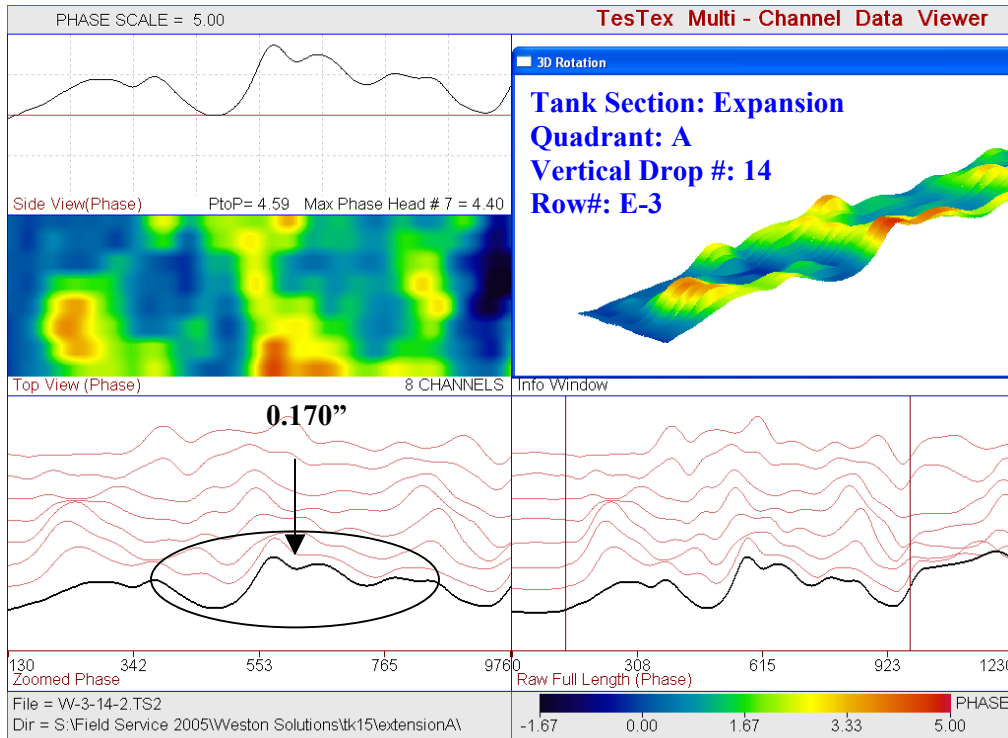 PHASE SCALE = 5.00
TesTex Multi - Channel Data Viewer
3D Rotation
Tank Section: Expansion
Quadrant: A
Vertical Drop #: 14
Row#: E-3
Side View(Phase) PtoP= 4.59 Max Phase Head # 7 = 4.40
Top View (Phase) 8 CHANNELS
Info Window
0.170”
130 342 553 765 976
Zoomed Phase
0 308 615 923 1230
Raw Full Length (Phase)
File = W-3-14-2.TS2
Dir = S:\Field Service 2005\Weston Solutions\tk15\extensionA\
PHASE
-1.67 0.00 1.67 3.33 5.00